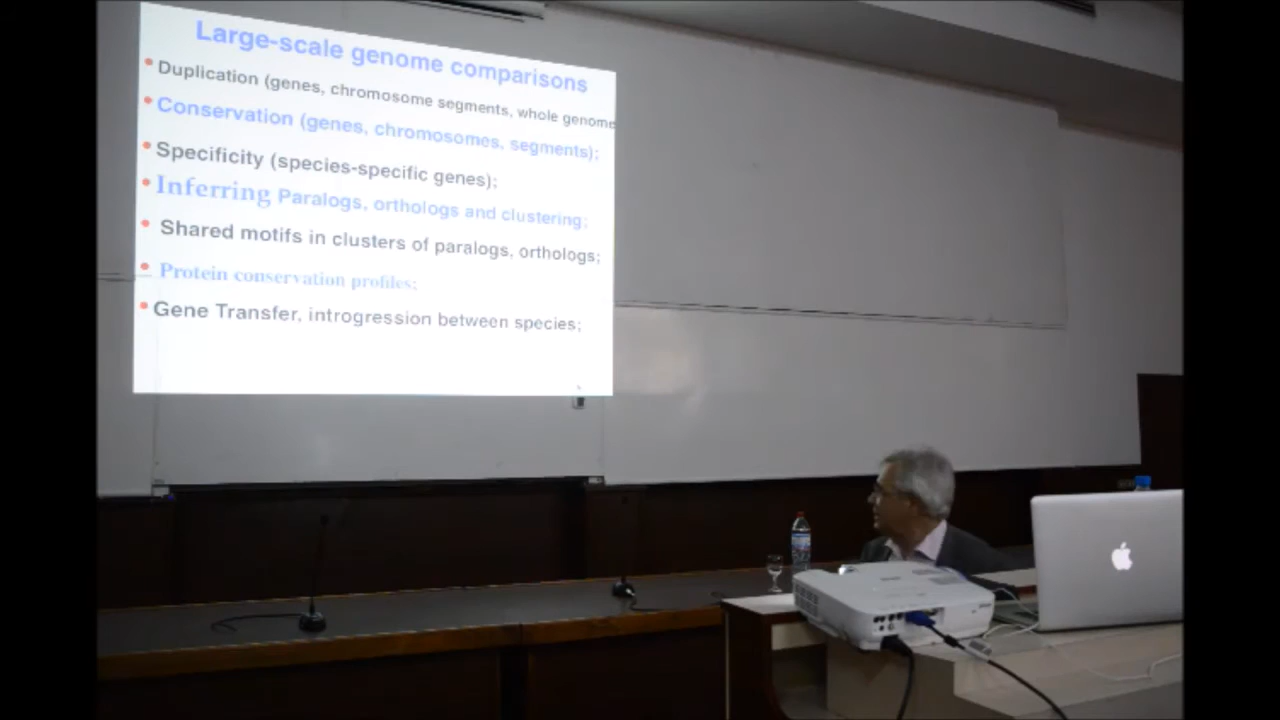 Large-scale genome comparisons
• Duplication (genes, chromosome segments, whole genome
• Conservation (genes, chromosomes, segments);
• Specificity (species-specific genes);
• Inferring Paralogs, orthologs and clustering;
• Shared motifs in clusters of paralogs, orthologs;
• Protein conservation profiles;
• Gene Transfer, introgression between species;